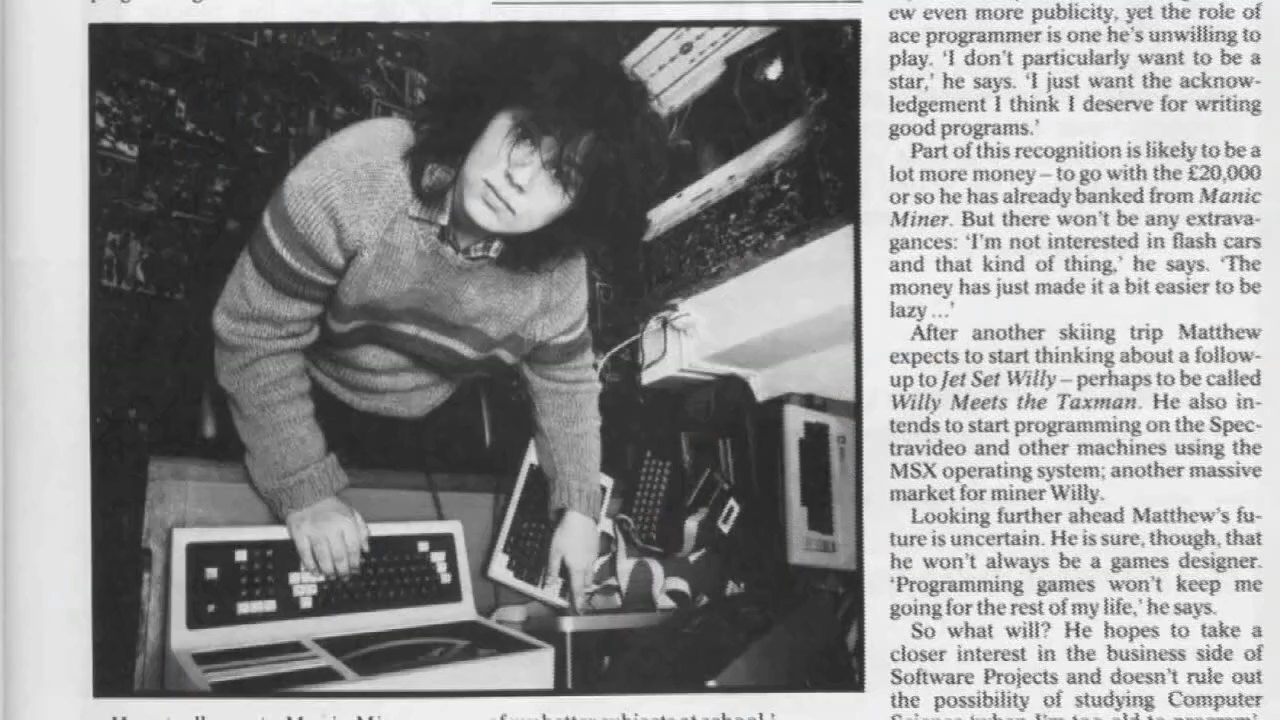 ew even more publicity, yet the role of
ace programmer is one he's unwilling to
play. 'I don't particularly want to be a
star,' he says. 'I just want the acknow-
ledgement I think I deserve for writing
good programs.'
Part of this recognition is likely to be a
lot more money – to go with the £20,000
or so he has already banked from Manic
Miner. But there won't be any extrava-
gances: 'I'm not interested in flash cars
and that kind of thing,' he says. 'The
money has just made it a bit easier to be
lazy ...'
After another skiing trip Matthew
expects to start thinking about a follow-
up to Jet Set Willy – perhaps to be called
Willy Meets the Taxman. He also in-
tends to start programming on the Spec-
travideo and other machines using the
MSX operating system; another massive
market for miner Willy.
Looking further ahead Matthew's fu-
ture is uncertain. He is sure, though, that
he won't always be a games designer.
'Programming games won't keep me
going for the rest of my life,' he says.
So what will? He hopes to take a
closer interest in the business side of
Software Projects and doesn't rule out
the possibility of studying Computer